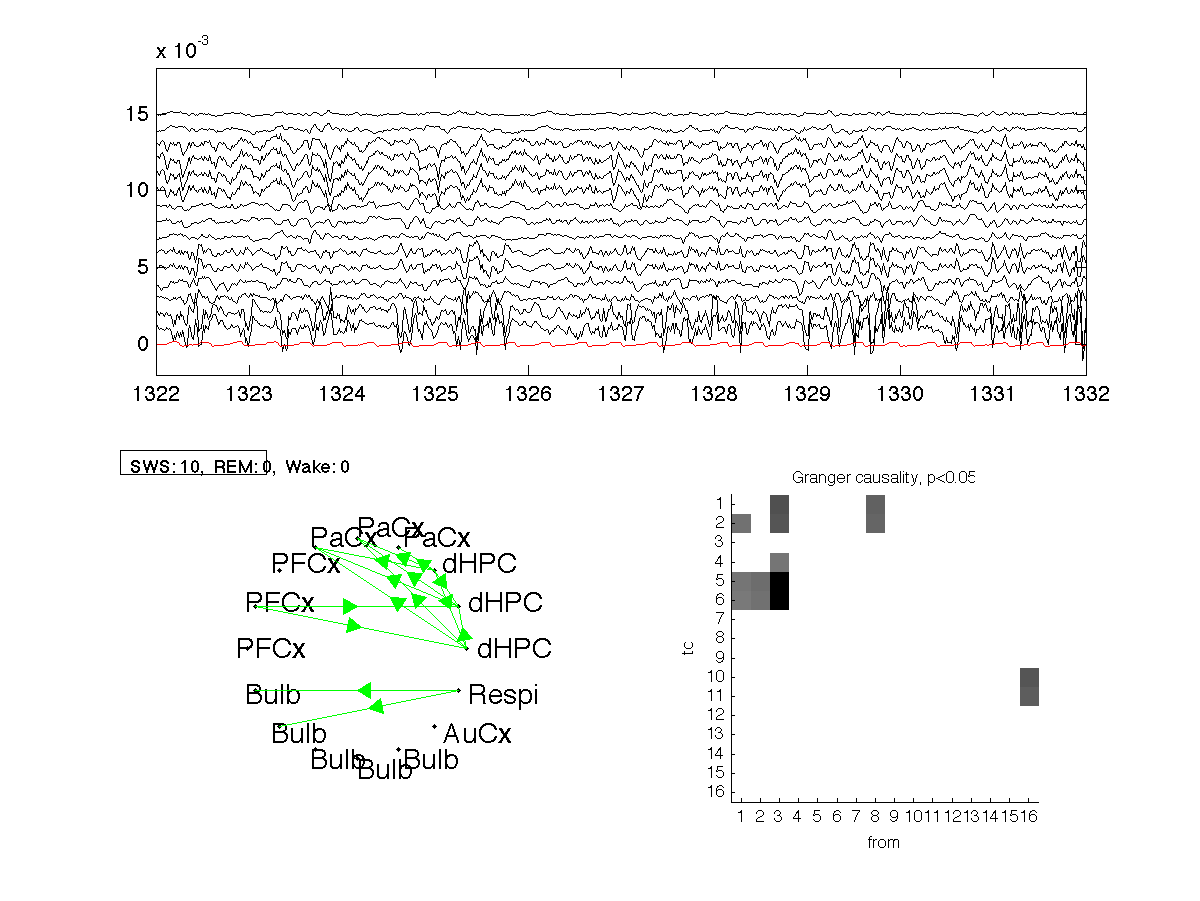 x 10-3
15
10
5
0
1322 1323 1324 1325 1326 1327 1328 1329 1330 1331 1332
SWS:10, REM:0, Wake:0
PaCx
PaCx PaCx
PFCx dHPC
PFCx dHPC
PFCx dHPC
Bulb Respi
Bulb AuCx
Bulb Bulb
Bulb
Granger causality, p<0.05
1
2
3
4
5
6
7
8
9
10
11
12
13
14
15
16
to
1 2 3 4 5 6 7 8 9 10 11 12 13 14 15 16
from